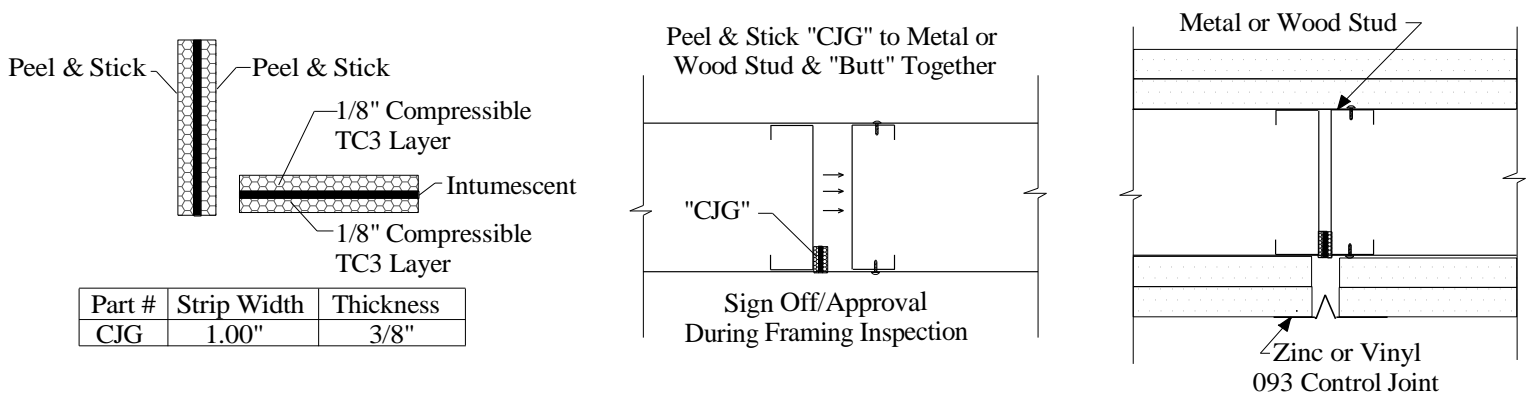 Peel & Stick
Peel & Stick
1/8" Compressible
TC3 Layer
Intumescent
1/8" Compressible
TC3 Layer
Part # Strip Width Thickness
CJG 1.00" 3/8"
Peel & Stick "CJG" to Metal or
Wood Stud & "Butt" Together
"CJG"
Sign Off/Approval
During Framing Inspection
Metal or Wood Stud
Zinc or Vinyl
093 Control Joint